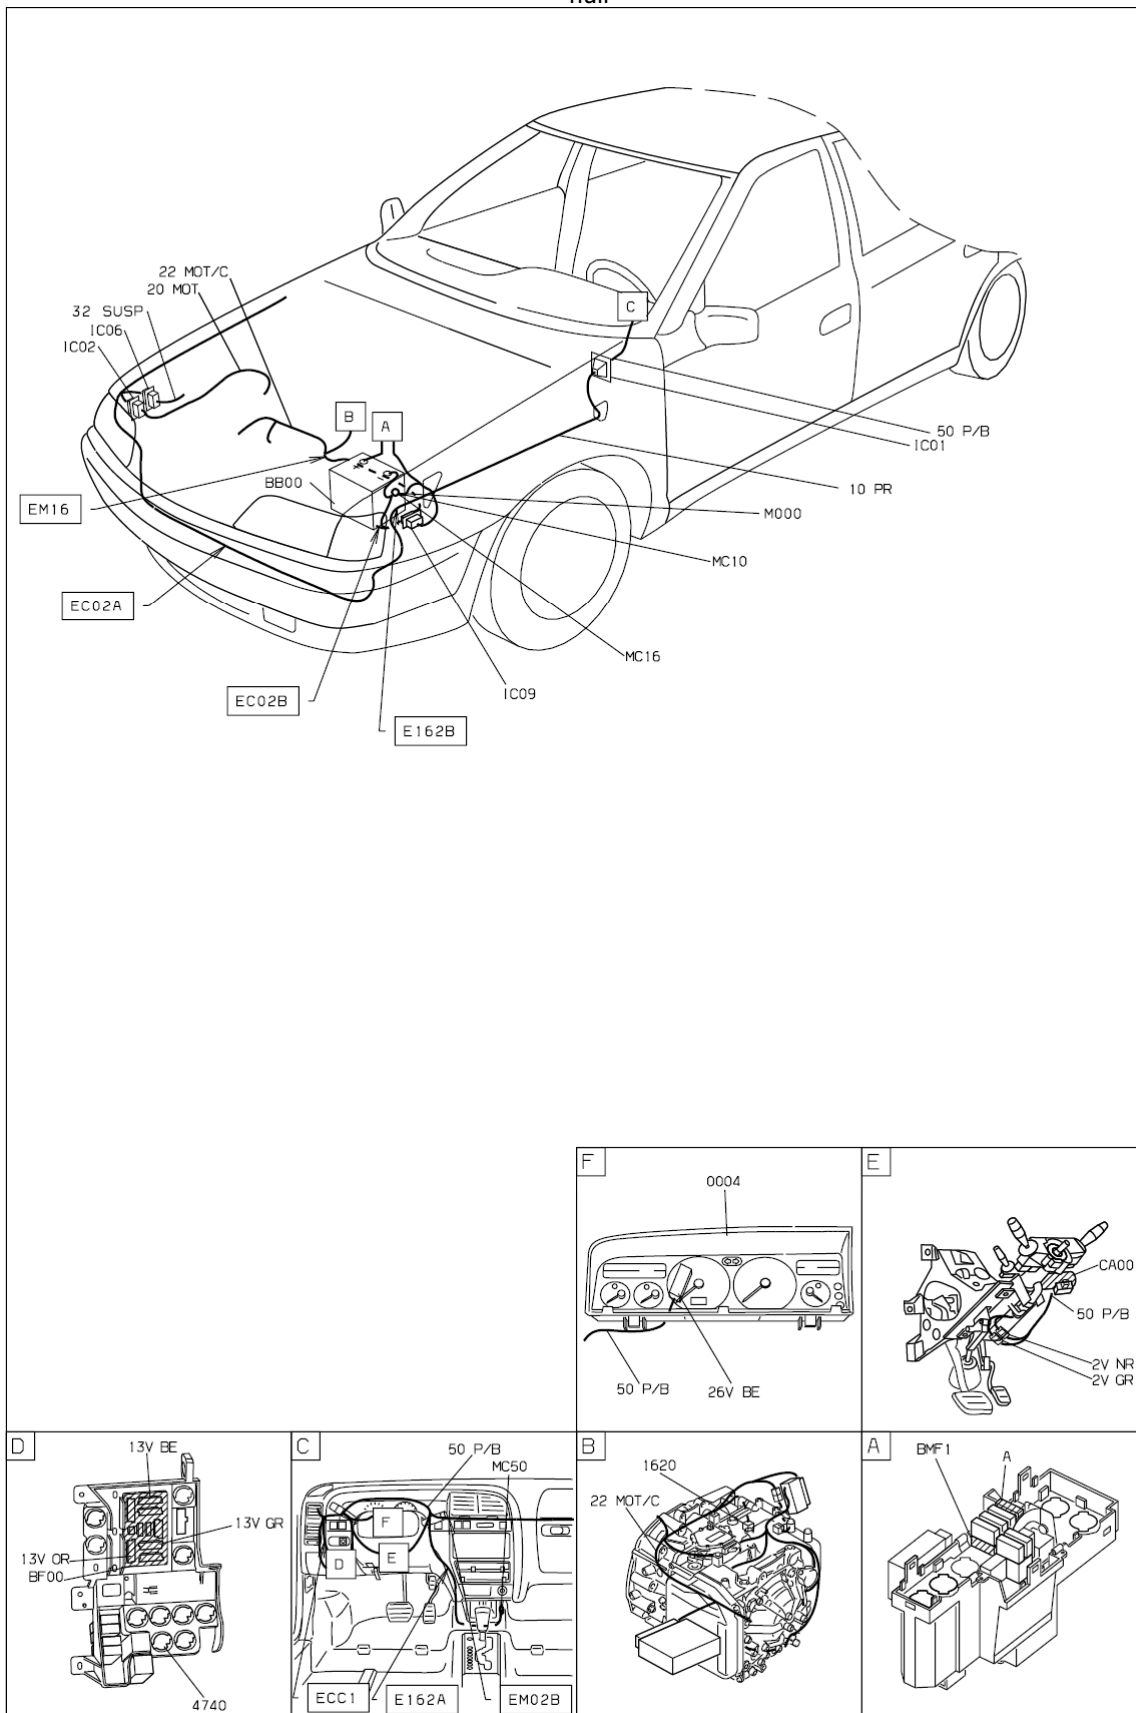 null
22 MOT/C
20 MOT
32 SUSP
IC06
IC02
C
B
A
50 P/B
IC01
BB00
10 PR
EM16
M000
MC10
EC02A
MC16
IC09
EC02B
E162B
F
0004
50 P/B
26V BE
E
CA00
50 P/B
2V NR
2V GR
D
13V BE
13V GR
13V OR
BF00
4740
C
50 P/B
MC50
F
D
E
ECC1
E162A
EM02B
B
1620
22 MOT/C
A
BMF1
A